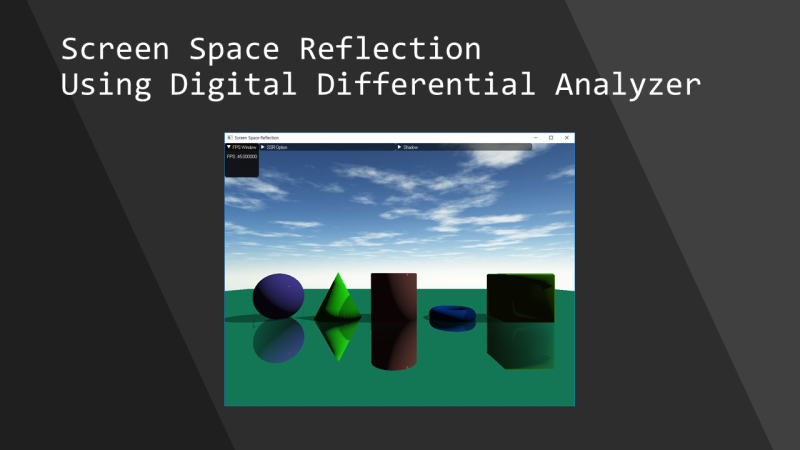 Screen Space Reflection
Using Digital Differential Analyzer
Screen Space Reflection
▼ FPS Window ▶ SSR Option ▶ Shadow
FPS: 45.000000